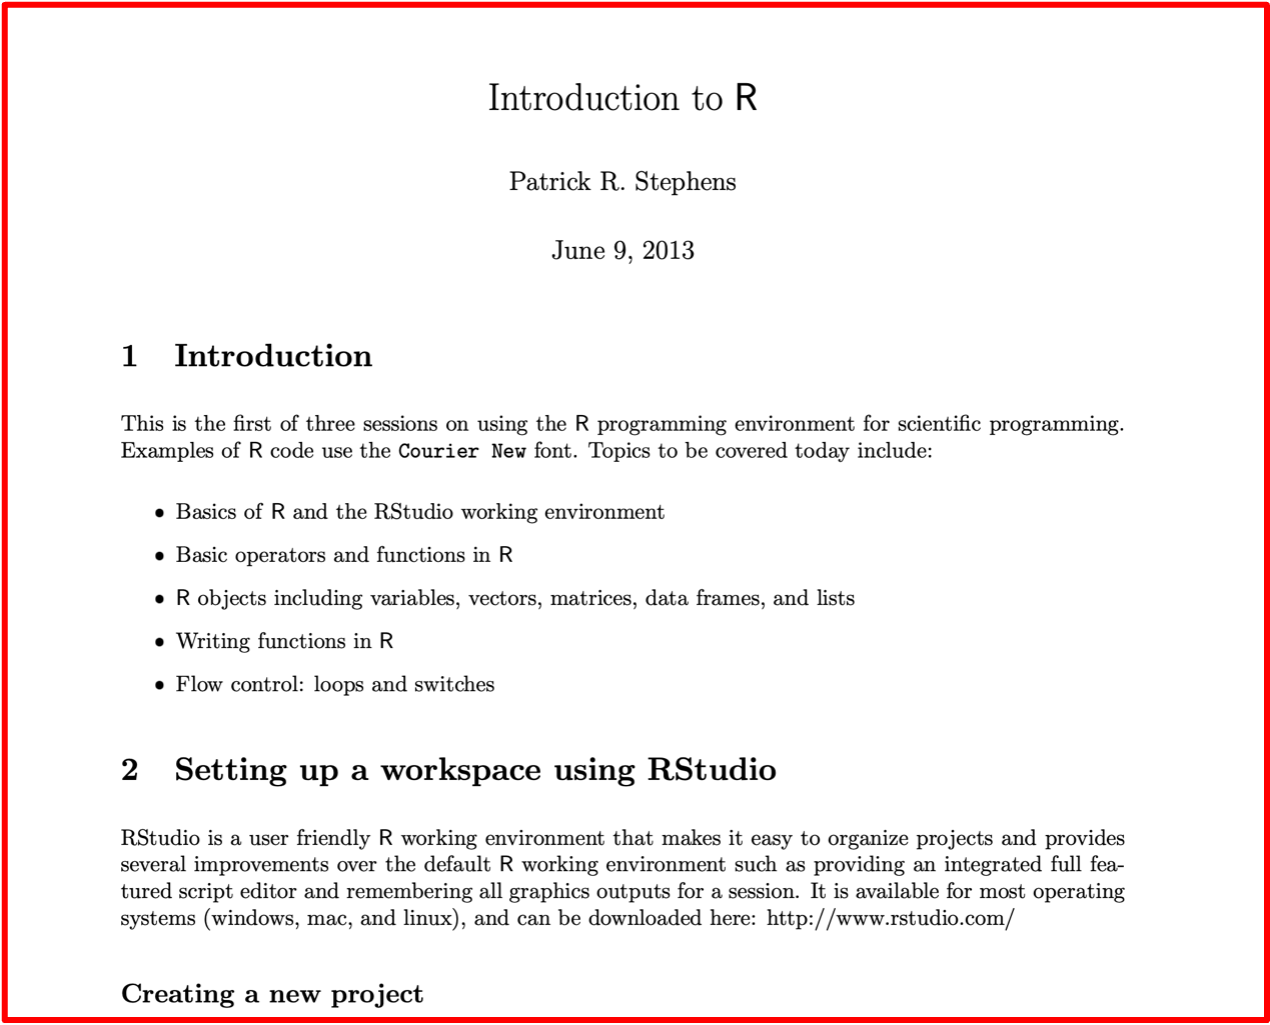 Introduction to R
Patrick R. Stephens
June 9, 2013
1 Introduction
This is the first of three sessions on using the R programming environment for scientific programming.
Examples of R code use the Courier New font. Topics to be covered today include:
• Basics of R and the RStudio working environment
• Basic operators and functions in R
• R objects including variables, vectors, matrices, data frames, and lists
• Writing functions in R
• Flow control: loops and switches
2 Setting up a workspace using RStudio
RStudio is a user friendly R working environment that makes it easy to organize projects and provides
several improvements over the default R working environment such as providing an integrated full fea-
tured script editor and remembering all graphics outputs for a session. It is available for most operating
systems (windows, mac, and linux), and can be downloaded here: http://www.rstudio.com/
Creating a new project